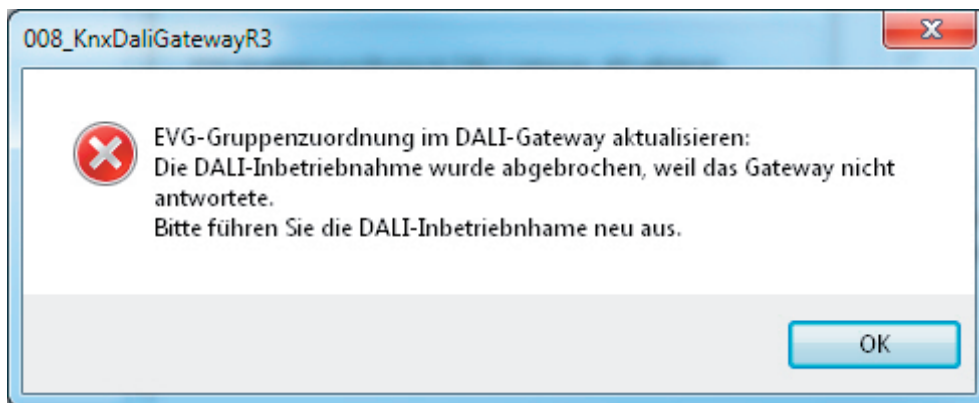 008_KnxDaliGatewayR3
EVG-Gruppenzuordnung im DALI-Gateway aktualisieren:
Die DALI-Inbetriebnahme wurde abgebrochen, weil das Gateway nicht
antwortete.
Bitte führen Sie die DALI-Inbetriebnhame neu aus.
OK